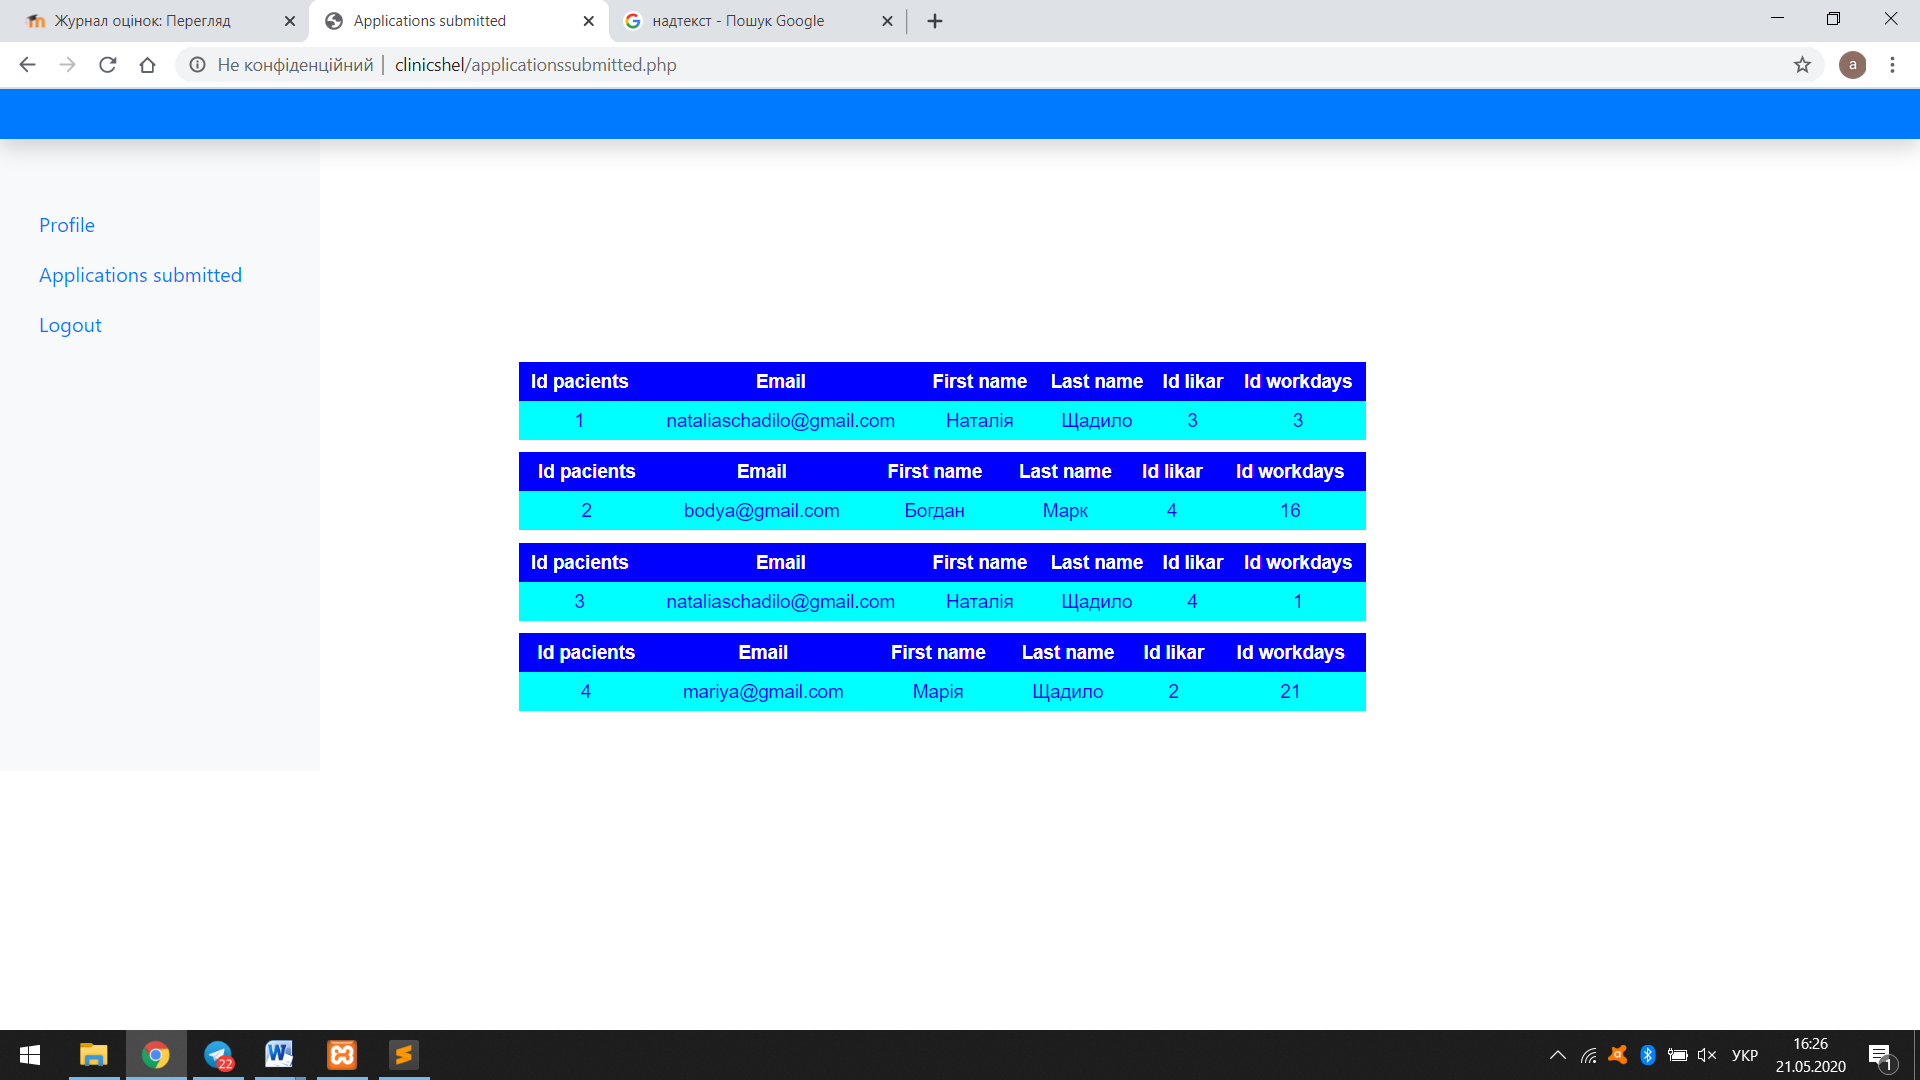 Журнал оцінок: Перегляд
Applications submitted
надтекст - Пошук Google
Не конфіденційний clinicshel/applicationssubmitted.php
a
Profile
Applications submitted
Logout
Id pacients Email First name Last name Id likar Id workdays
1 nataliaschadilo@gmail.com Наталія Щадило 3 3
Id pacients Email First name Last name Id likar Id workdays
2 bodya@gmail.com Богдан Марк 4 16
Id pacients Email First name Last name Id likar Id workdays
3 nataliaschadilo@gmail.com Наталія Щадило 4 1
Id pacients Email First name Last name Id likar Id workdays
4 mariya@gmail.com Марія Щадило 2 21
22
УКР
16:26
21.05.2020
1